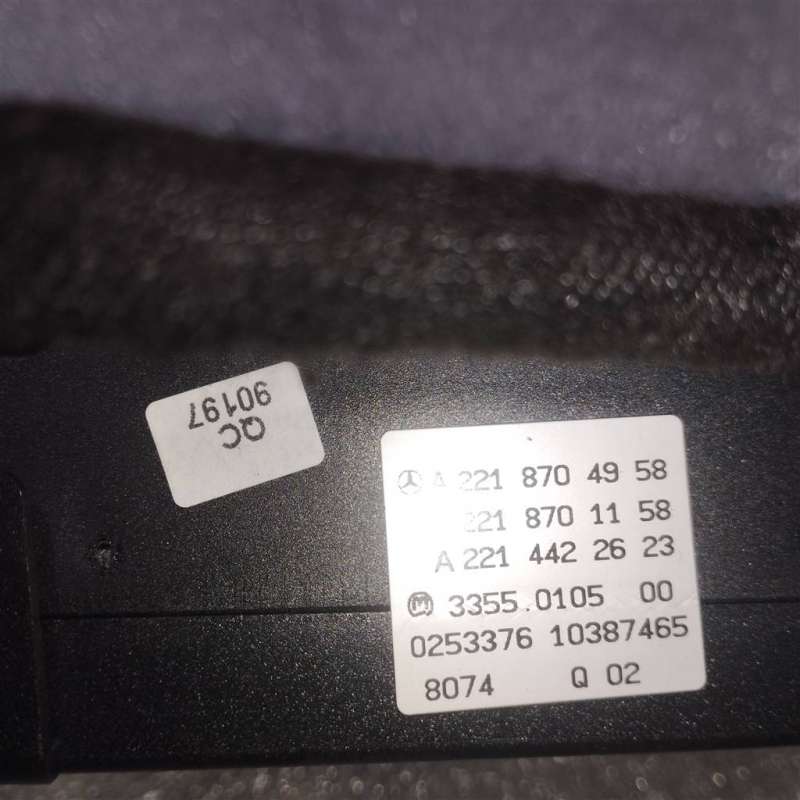 QC
90197
A 221 870 49 58
221 870 11 58
A 221 442 26 23
3355.0105 00
0253376 10387465
8074 Q 02